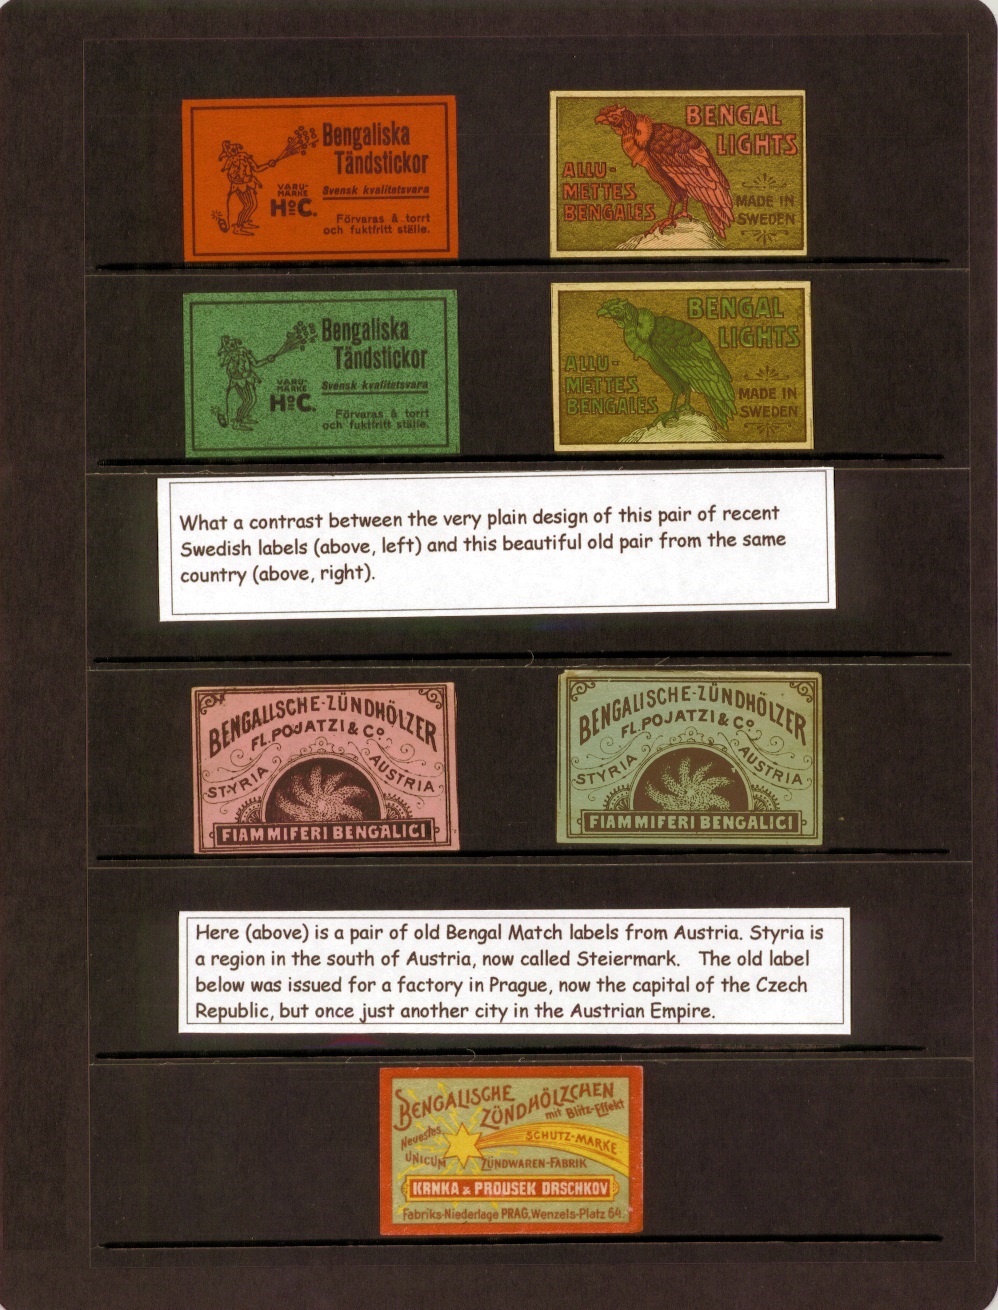 Bengaliska
Tändstickor
VARU-
MÄRKE
HoC.
Svensk kvalitetsvara
Förvaras å torrt
och fuktfritt ställe.
BENGAL
LIGHTS
ALLU-
METTES
BENGALES
MADE IN
SWEDEN
Bengaliska
Tändstickor
VARU-
MÄRKE
HoC.
Svensk kvalitetsvara
Förvaras å torrt
och fuktfritt ställe.
BENGAL
LIGHTS
ALLU-
METTES
BENGALES
MADE IN
SWEDEN
What a contrast between the very plain design of this pair of recent
Swedish labels (above, left) and this beautiful old pair from the same
country (above, right).
BENGALISCHE-ZÜNDHÖLZER
FL. POJATZI & Co.
STYRIA AUSTRIA
FIAMMIFERI BENGALICI
BENGALISCHE-ZÜNDHÖLZER
FL. POJATZI & Co.
STYRIA AUSTRIA
FIAMMIFERI BENGALICI
Here (above) is a pair of old Bengal Match labels from Austria. Styria is
a region in the south of Austria, now called Steiermark. The old label
below was issued for a factory in Prague, now the capital of the Czech
Republic, but once just another city in the Austrian Empire.
BENGALISCHE
ZÜNDHÖLZCHEN
mit Blitz-Effekt
Neuestes
UNICUM
SCHUTZ-MARKE
ZÜNDWAREN-FABRIK
KRNKA & PROUSEK DRSCHKOV
Fabriks-Niederlage PRAG, Wenzels-Platz 64.